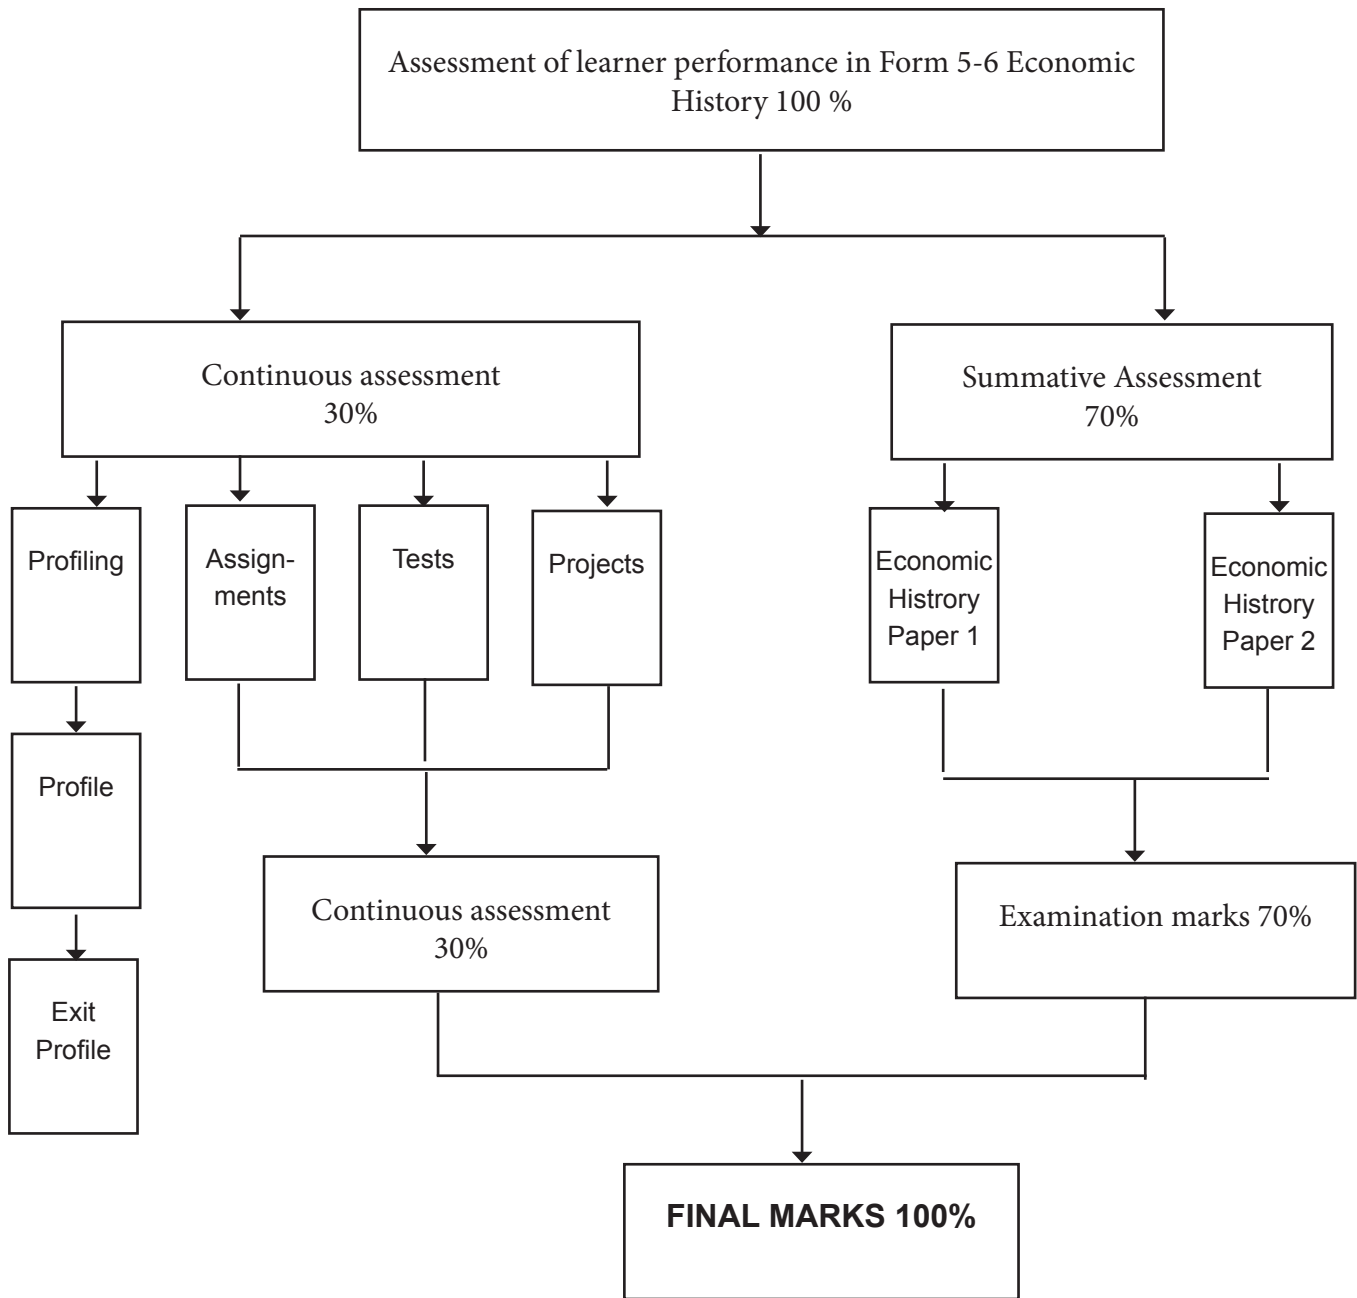 Assessment of learner performance in Form 5-6 Economic
History 100 %
Continuous assessment
30%
Summative Assessment
70%
Profiling
Assign-
ments
Tests
Projects
Economic
Histrory
Paper 1
Economic
Histrory
Paper 2
Profile
Continuous assessment
30%
Examination marks 70%
Exit
Profile
FINAL MARKS 100%